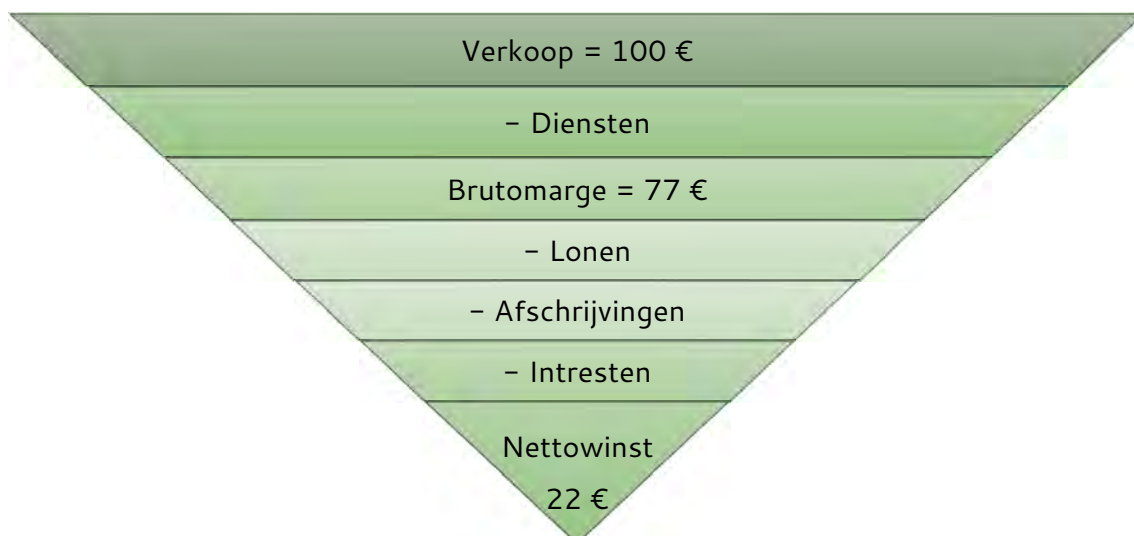 Verkoop = 100 €
- Diensten
Brutomarge = 77 €
- Lonen
- Afschrijvingen
- Intresten
Nettowinst
22 €